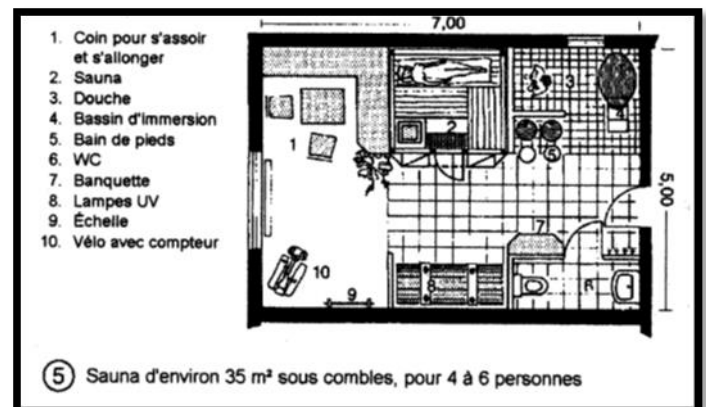 1. Coin pour s'assoir
et s'allonger
2. Sauna
3. Douche
4. Bassin d'immersion
5. Bain de pieds
6. WC
7. Banquette
8. Lampes UV
9. Échelle
10. Vélo avec compteur
7,00
3
4
2
1
5
5,00
7
10
8
6
9
5 Sauna d'environ 35 m² sous combles, pour 4 à 6 personnes